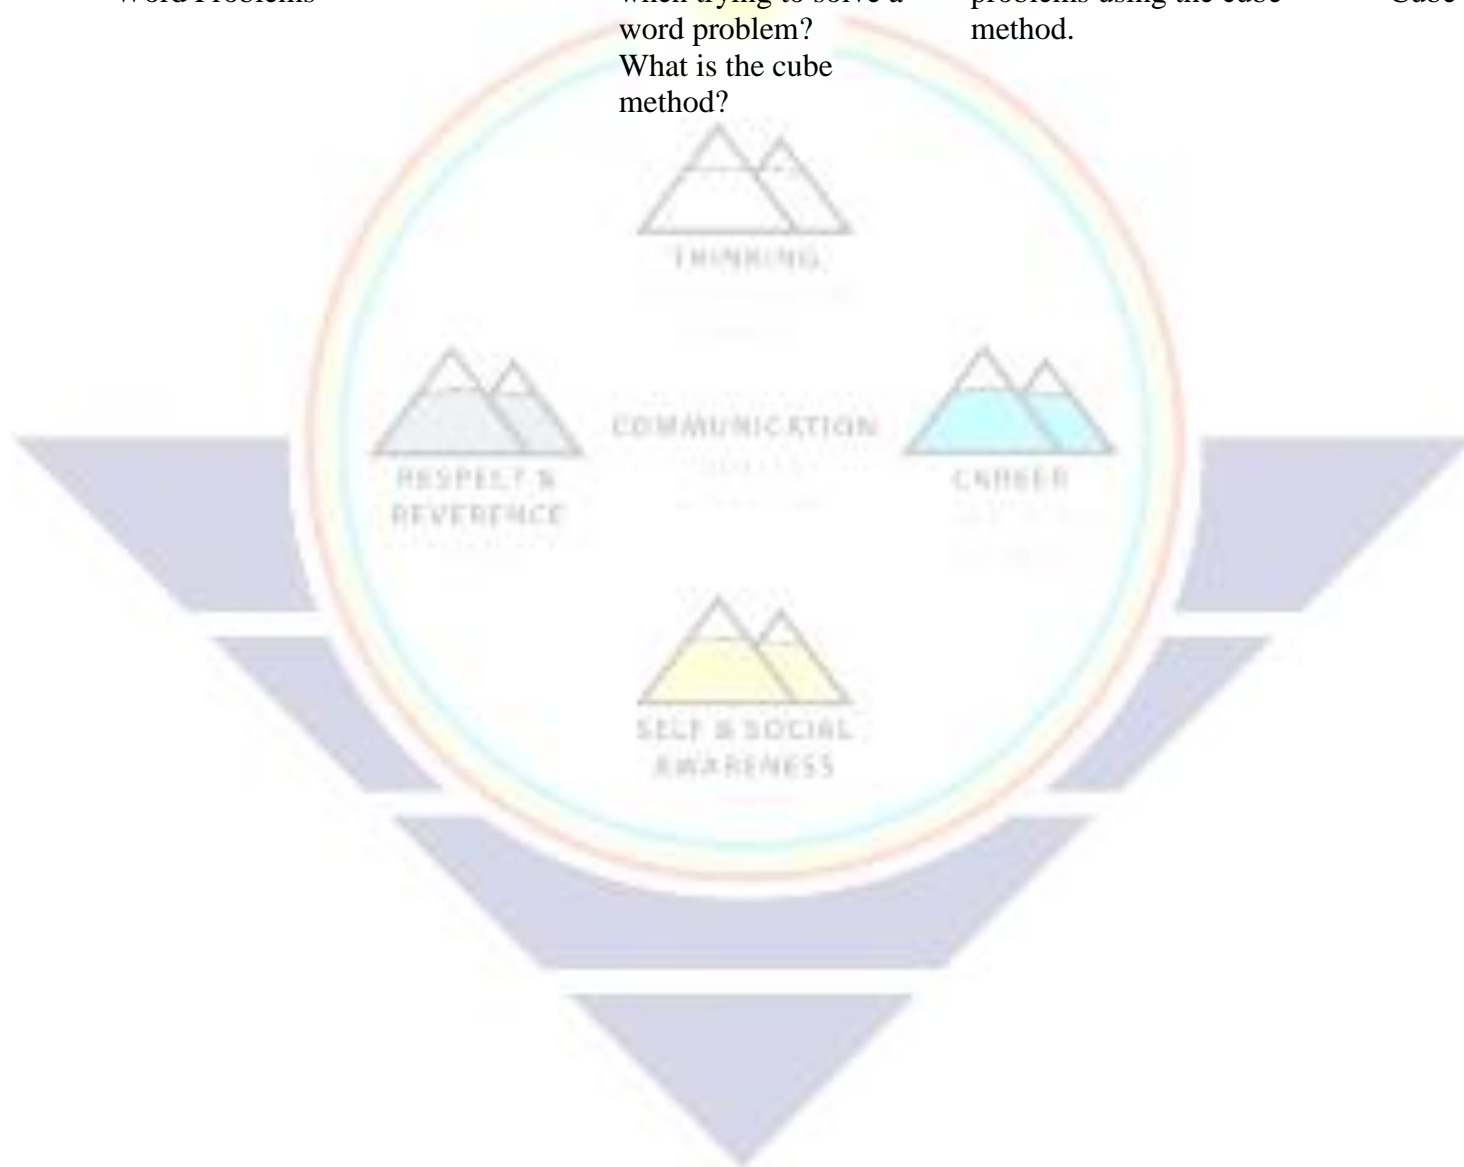 Word Problems
when trying to solve a
word problem?
What is the cube
method?
problems using the cube
method.
Cube
THINKING
COMMUNICATION
RESPECT &
REVERENCE
CAREER
SELF & SOCIAL
AWARENESS